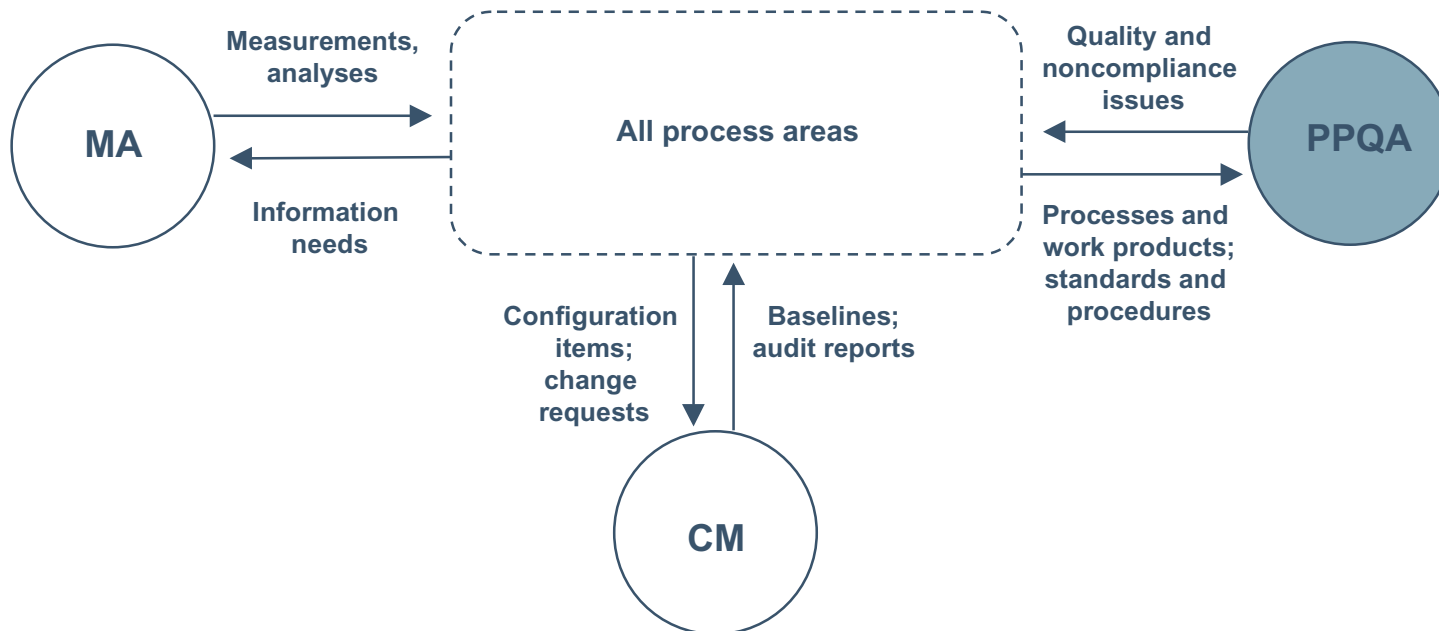 Measurements,
analyses
MA
Information
needs
All process areas
Quality and
noncompliance
issues
PPQA
Processes and
work products;
standards and
procedures
Configuration
items;
change
requests
Baselines;
audit reports
CM